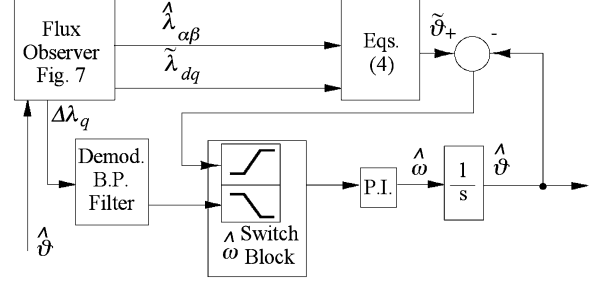 Flux
Observer
Fig. 7
λ̂αβ
λ̃dq
Eqs.
(4)
ϑ̃ + -
Δλq
Demod.
B.P.
Filter
ϑ̂
ω̂ Switch
Block
P.I.
ω̂
1
s
ϑ̂